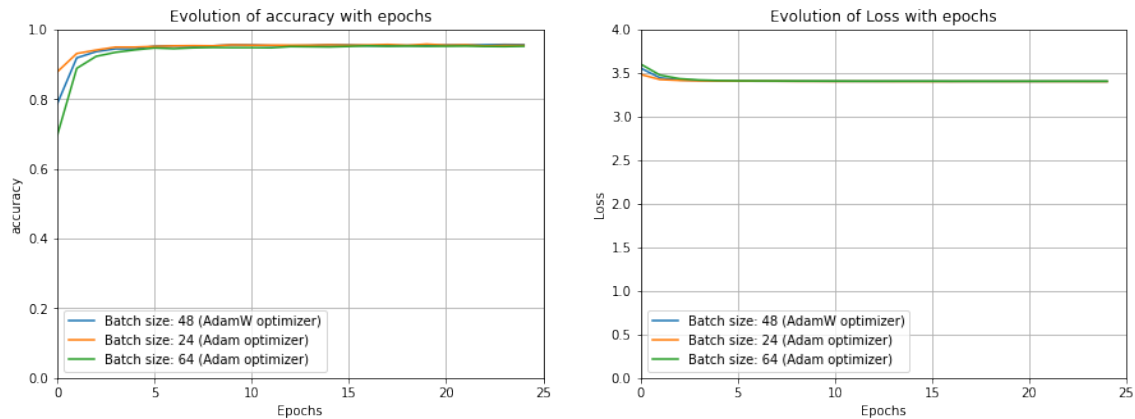 Evolution of accuracy with epochs
1.0
0.8
0.6
0.4
0.2
0.0
accuracy
Batch size: 48 (AdamW optimizer)
Batch size: 24 (Adam optimizer)
Batch size: 64 (Adam optimizer)
0 5 10 15 20 25
Epochs
Evolution of Loss with epochs
4.0
3.5
3.0
2.5
2.0
1.5
1.0
0.5
0.0
Loss
Batch size: 48 (AdamW optimizer)
Batch size: 24 (Adam optimizer)
Batch size: 64 (Adam optimizer)
0 5 10 15 20 25
Epochs